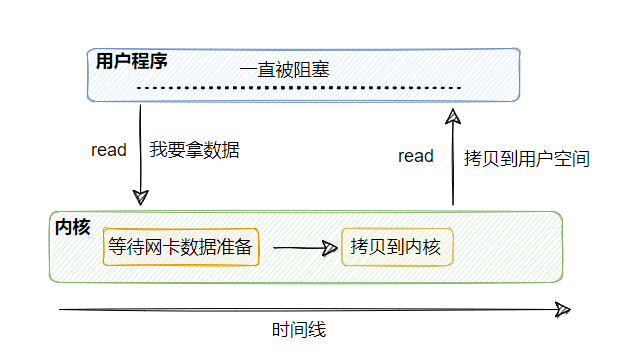 用户程序
一直被阻塞
read
我要拿数据
read
拷贝到用户空间
内核
等待网卡数据准备
拷贝到内核
时间线